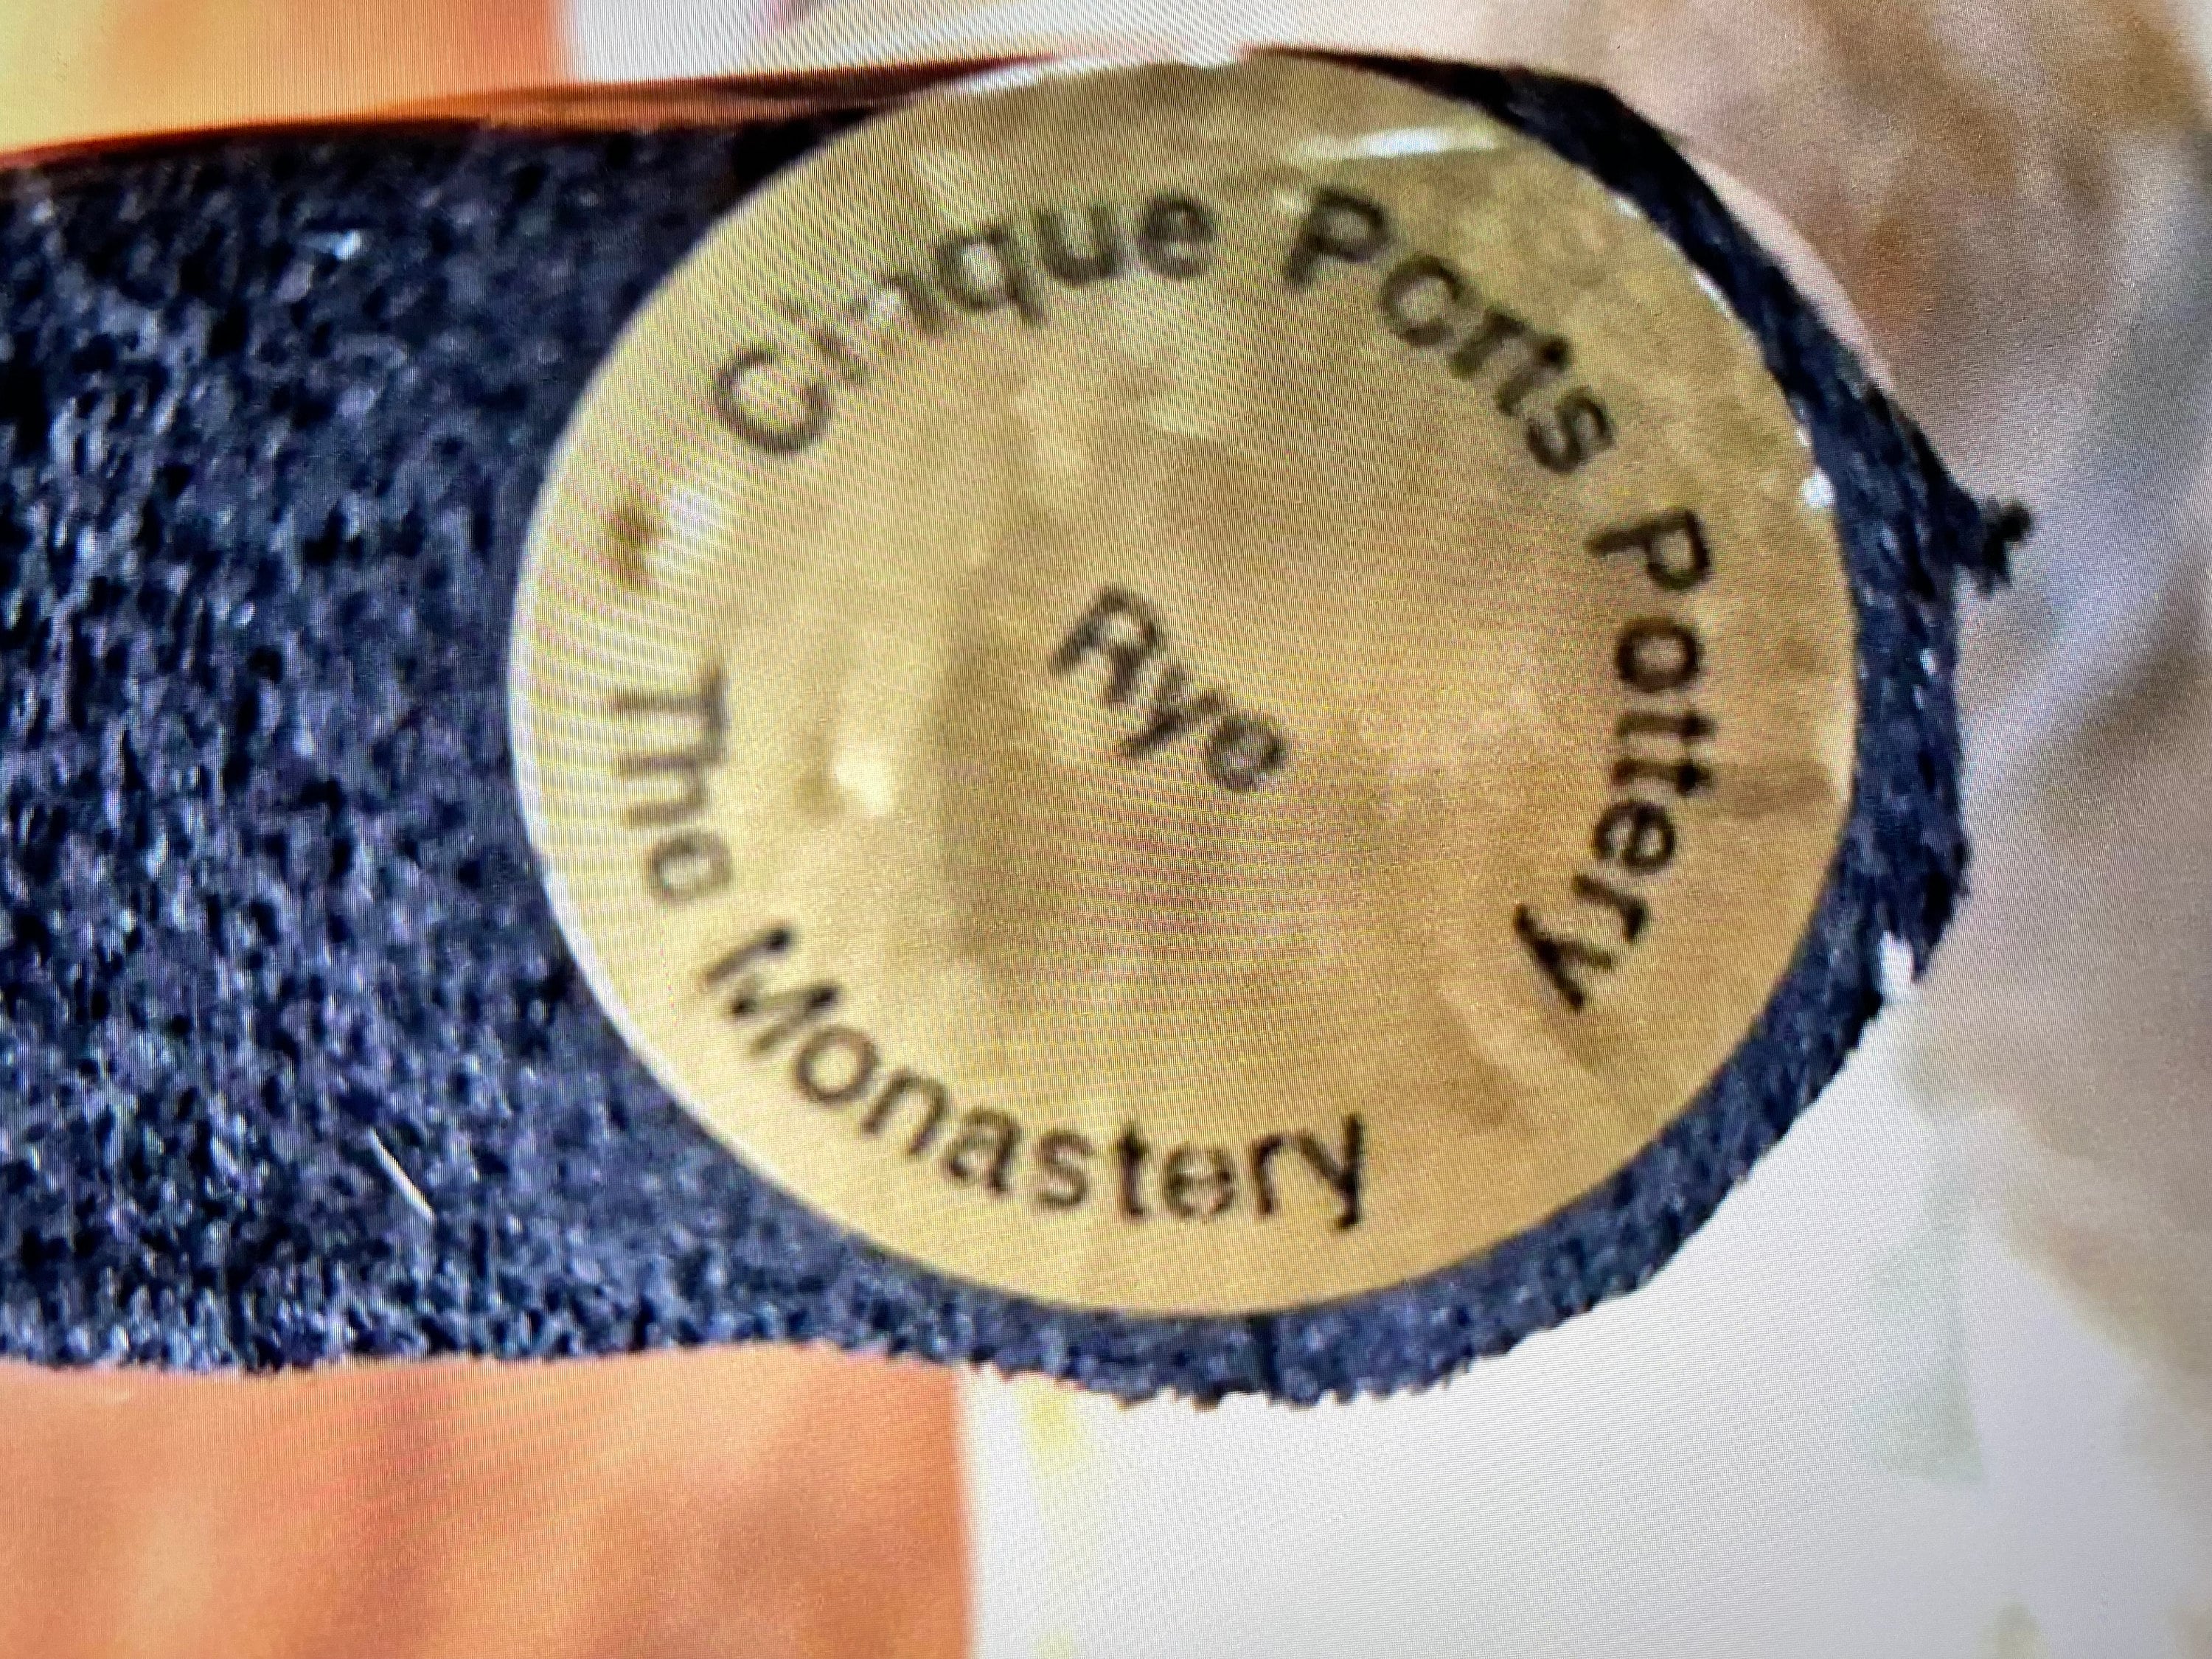 Cinque Ports Pottery
The Monastery
Rye